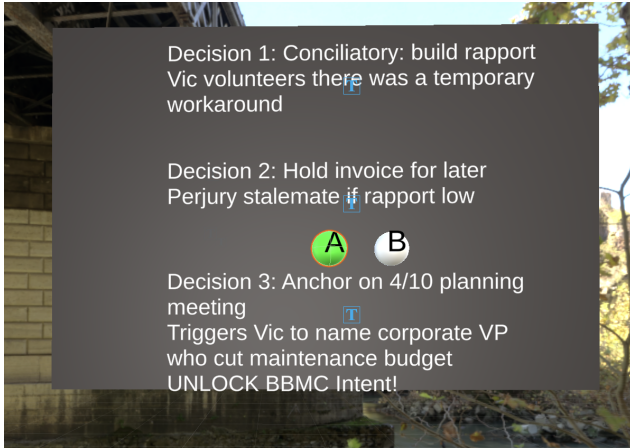 Decision 1: Conciliatory: build rapport
Vic volunteers there was a temporary
workaround
Decision 2: Hold invoice for later
Perjury stalemate if rapport low
A B
Decision 3: Anchor on 4/10 planning
meeting
Triggers Vic to name corporate VP
who cut maintenance budget
UNLOCK BBMC Intent!